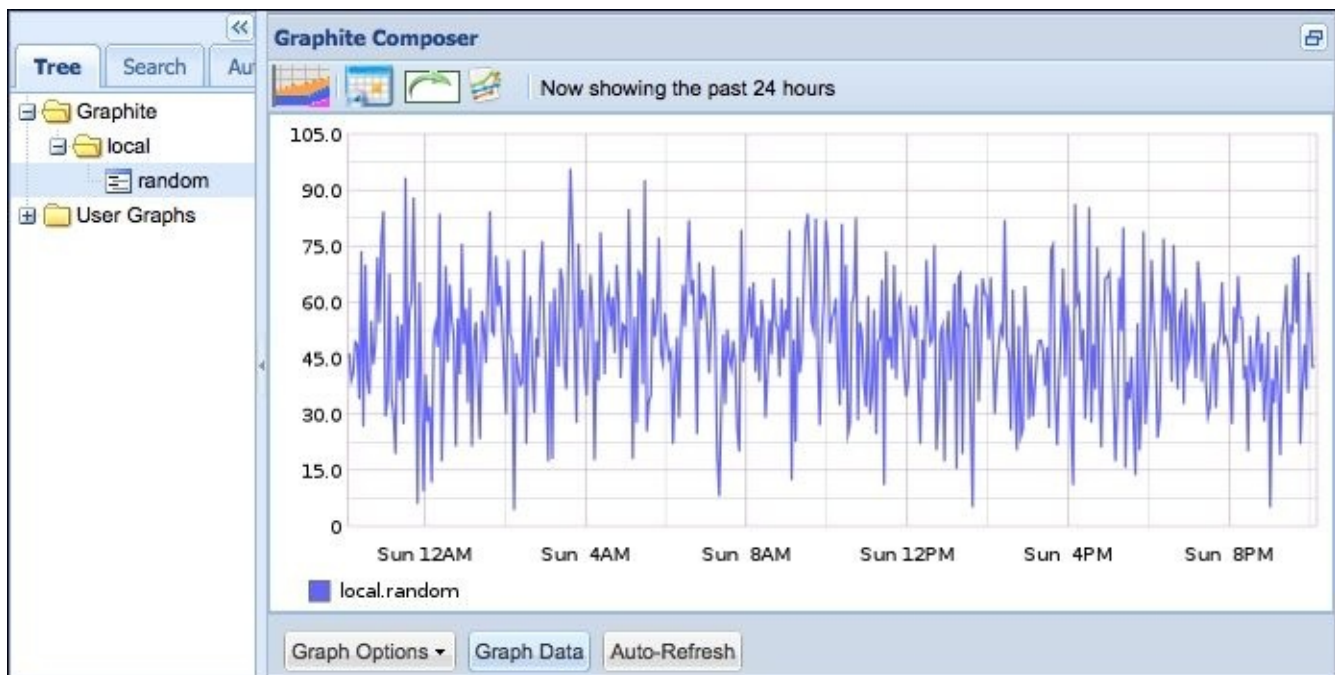 Tree Search Au
Graphite
local
random
User Graphs
Graphite Composer
Now showing the past 24 hours
105.0
90.0
75.0
60.0
45.0
30.0
15.0
0
Sun 12AM Sun 4AM Sun 8AM Sun 12PM Sun 4PM Sun 8PM
local.random
Graph Options Graph Data Auto-Refresh